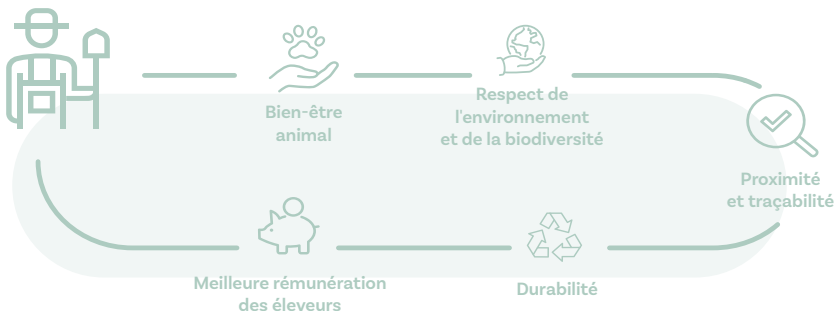 Bien-être
animal
Respect de
l'environnement
et de la biodiversité
Proximité
et traçabilité
Durabilité
Meilleure rémunération
des éleveurs